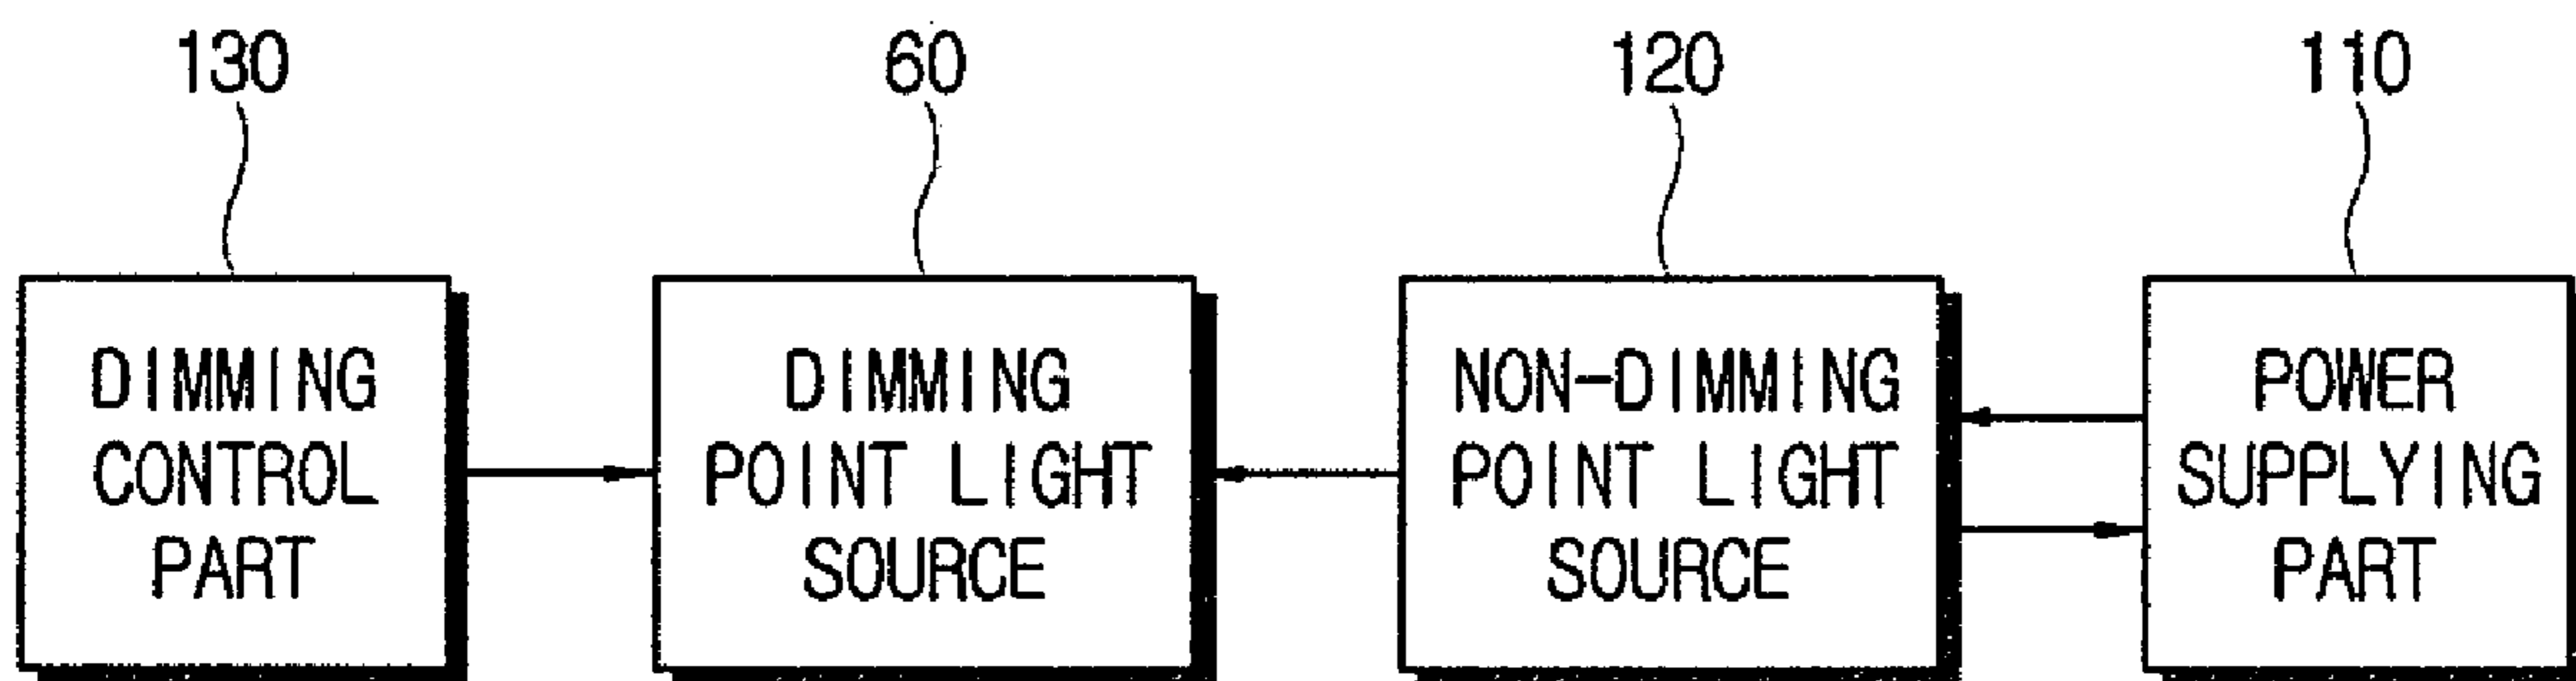 130
60
120
110
DIMMING
CONTROL
PART
DIMMING
POINT LIGHT
SOURCE
NON-DIMMING
POINT LIGHT
SOURCE
POWER
SUPPLYING
PART